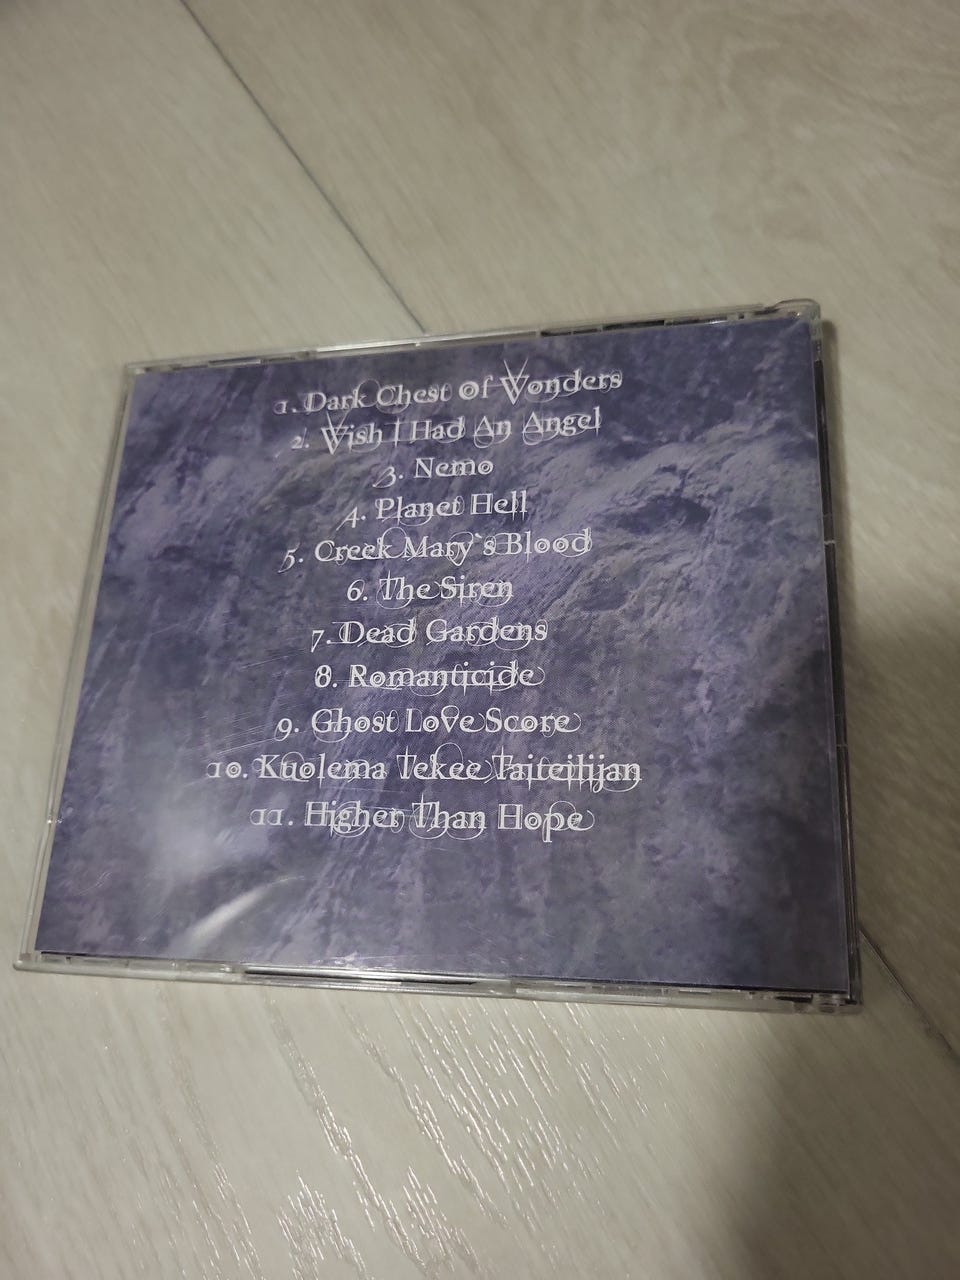 1. Dark Chest Of Wonders
2. Wish I Had An Angel
3. Nemo
4. Planet Hell
5. Creek Mary`s Blood
6. The Siren
7. Dead Gardens
8. Romanticide
9. Ghost Love Score
10. Kuolema Tekee Taiteilijan
11. Higher Than Hope